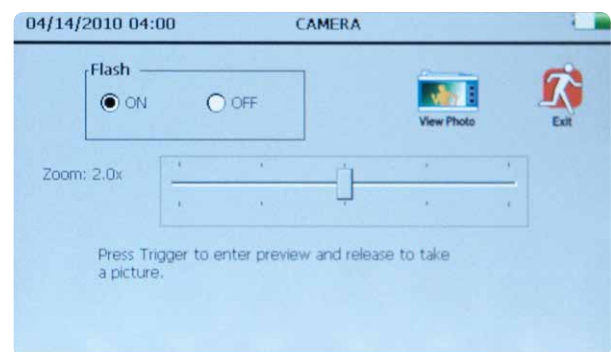 04/14/2010 04:00 CAMERA
Flash
ON OFF
View Photo
Exit
Zoom: 2.0x
Press Trigger to enter preview and release to take
a picture.